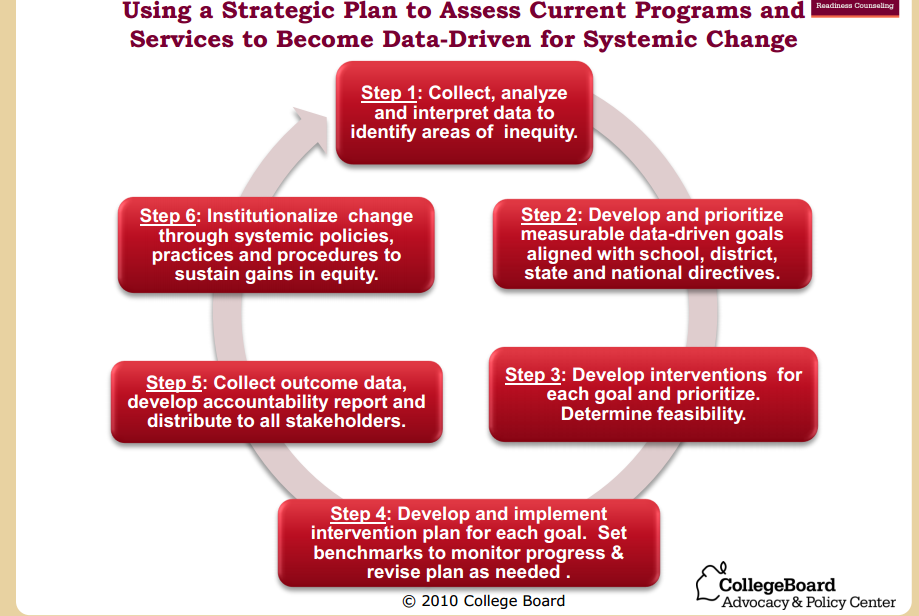 Using a Strategic Plan to Assess Current Programs and
Services to Become Data-Driven for Systemic Change
Readiness Counseling
Step 1: Collect, analyze
and interpret data to
identify areas of  inequity.
Step 2: Develop and prioritize
measurable data-driven goals
aligned with school, district,
state and national directives.
Step 3: Develop interventions  for
each goal and prioritize.
Determine feasibility.
Step 4: Develop and implement
intervention plan for each goal.  Set
benchmarks to monitor progress &
revise plan as needed .
Step 5: Collect outcome data,
develop accountability report and
distribute to all stakeholders.
Step 6: Institutionalize  change
through systemic policies,
practices and procedures to
sustain gains in equity.
© 2010 College Board
CollegeBoard
Advocacy & Policy Center